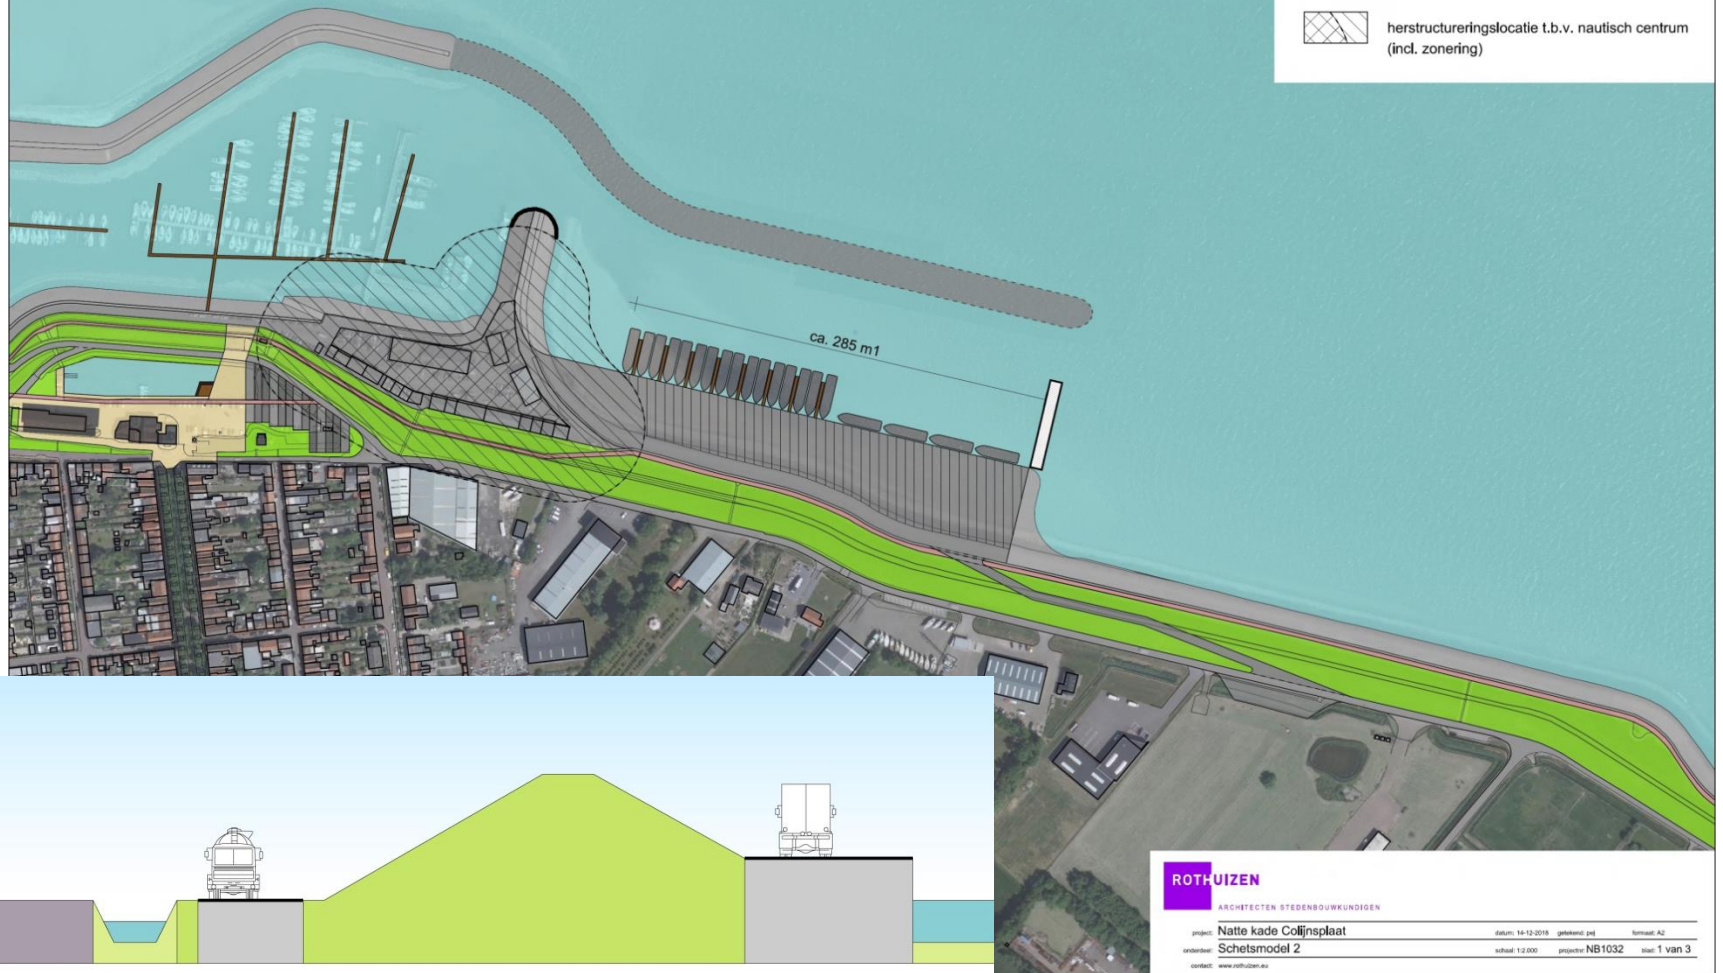 herstructureringslocatie t.b.v. nautisch centrum
(incl. zonering)
ca. 285 m1
ROTHUIZEN
ARCHITECTEN STEDENBOUWKUNDIGEN
project: Natte kade Colijnsplaat datum: 14-12-2018 getekend: pej formaat: A2
onderdeel: Schetsmodel 2 schaal: 1:2.000 projectnr: NB1032 blad: 1 van 3
contact: www.rothuizen.eu